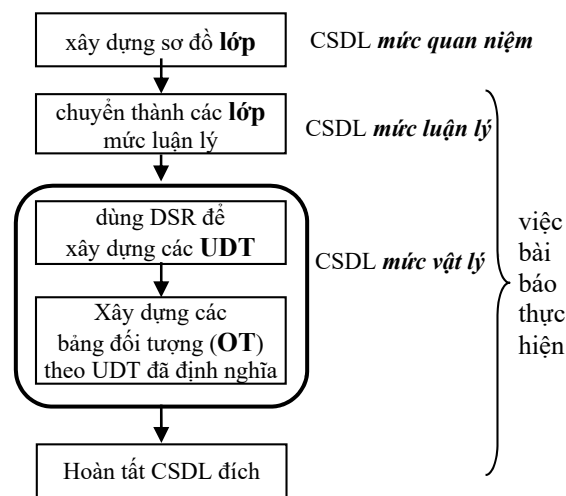 xây dựng sơ đồ lớp
CSDL mức quan niệm
chuyển thành các lớp
mức luận lý
CSDL mức luận lý
dùng DSR để
xây dựng các UDT
CSDL mức vật lý
Xây dựng các
bảng đối tượng (OT)
theo UDT đã định nghĩa
Hoàn tất CSDL đích
việc
bài
báo
thực
hiện